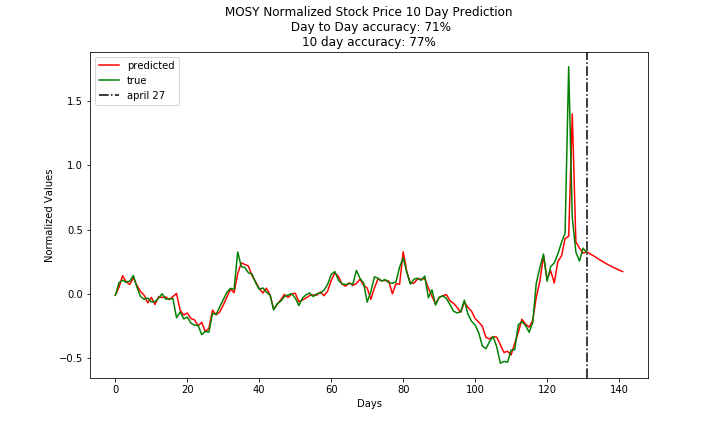 MOSY Normalized Stock Price 10 Day Prediction
Day to Day accuracy: 71%
10 day accuracy: 77%
predicted
true
april 27
Normalized Values
1.5
1.0
0.5
0.0
−0.5
0 20 40 60 80 100 120 140
Days